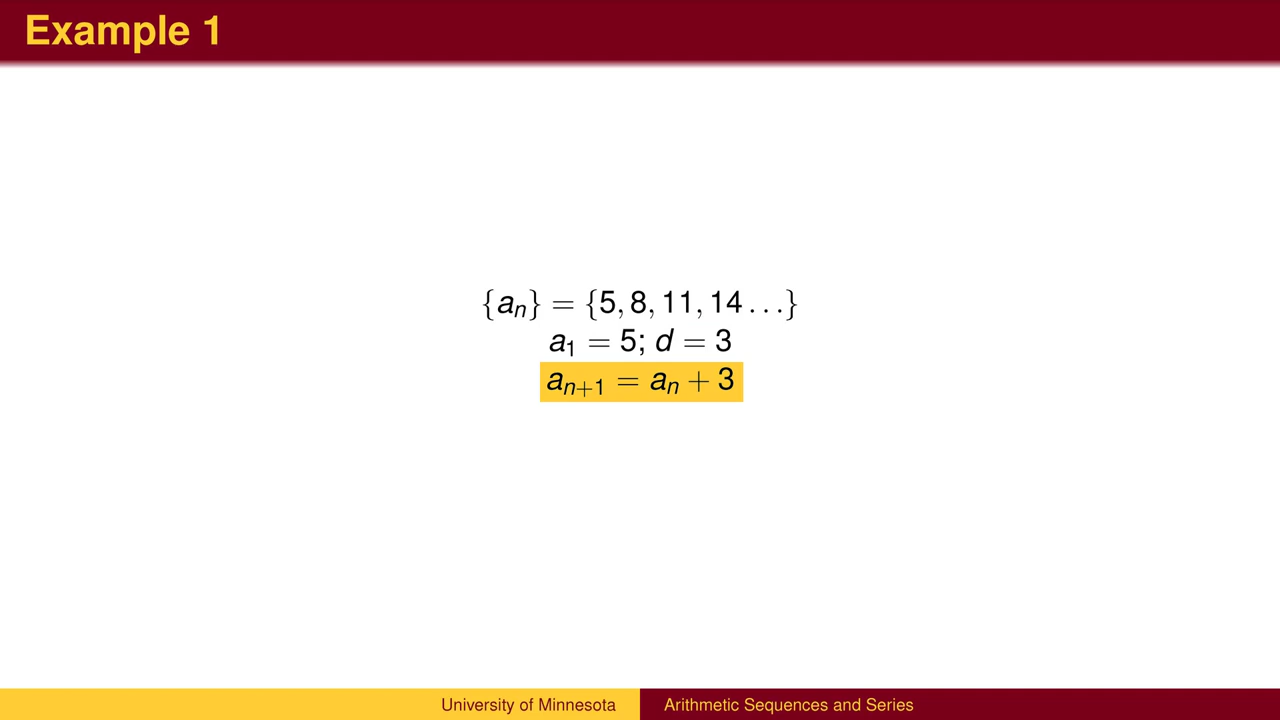 Example 1
{aₙ} = {5, 8, 11, 14 . . .}
a₁ = 5; d = 3
aₙ₊₁ = aₙ + 3
University of Minnesota
Arithmetic Sequences and Series